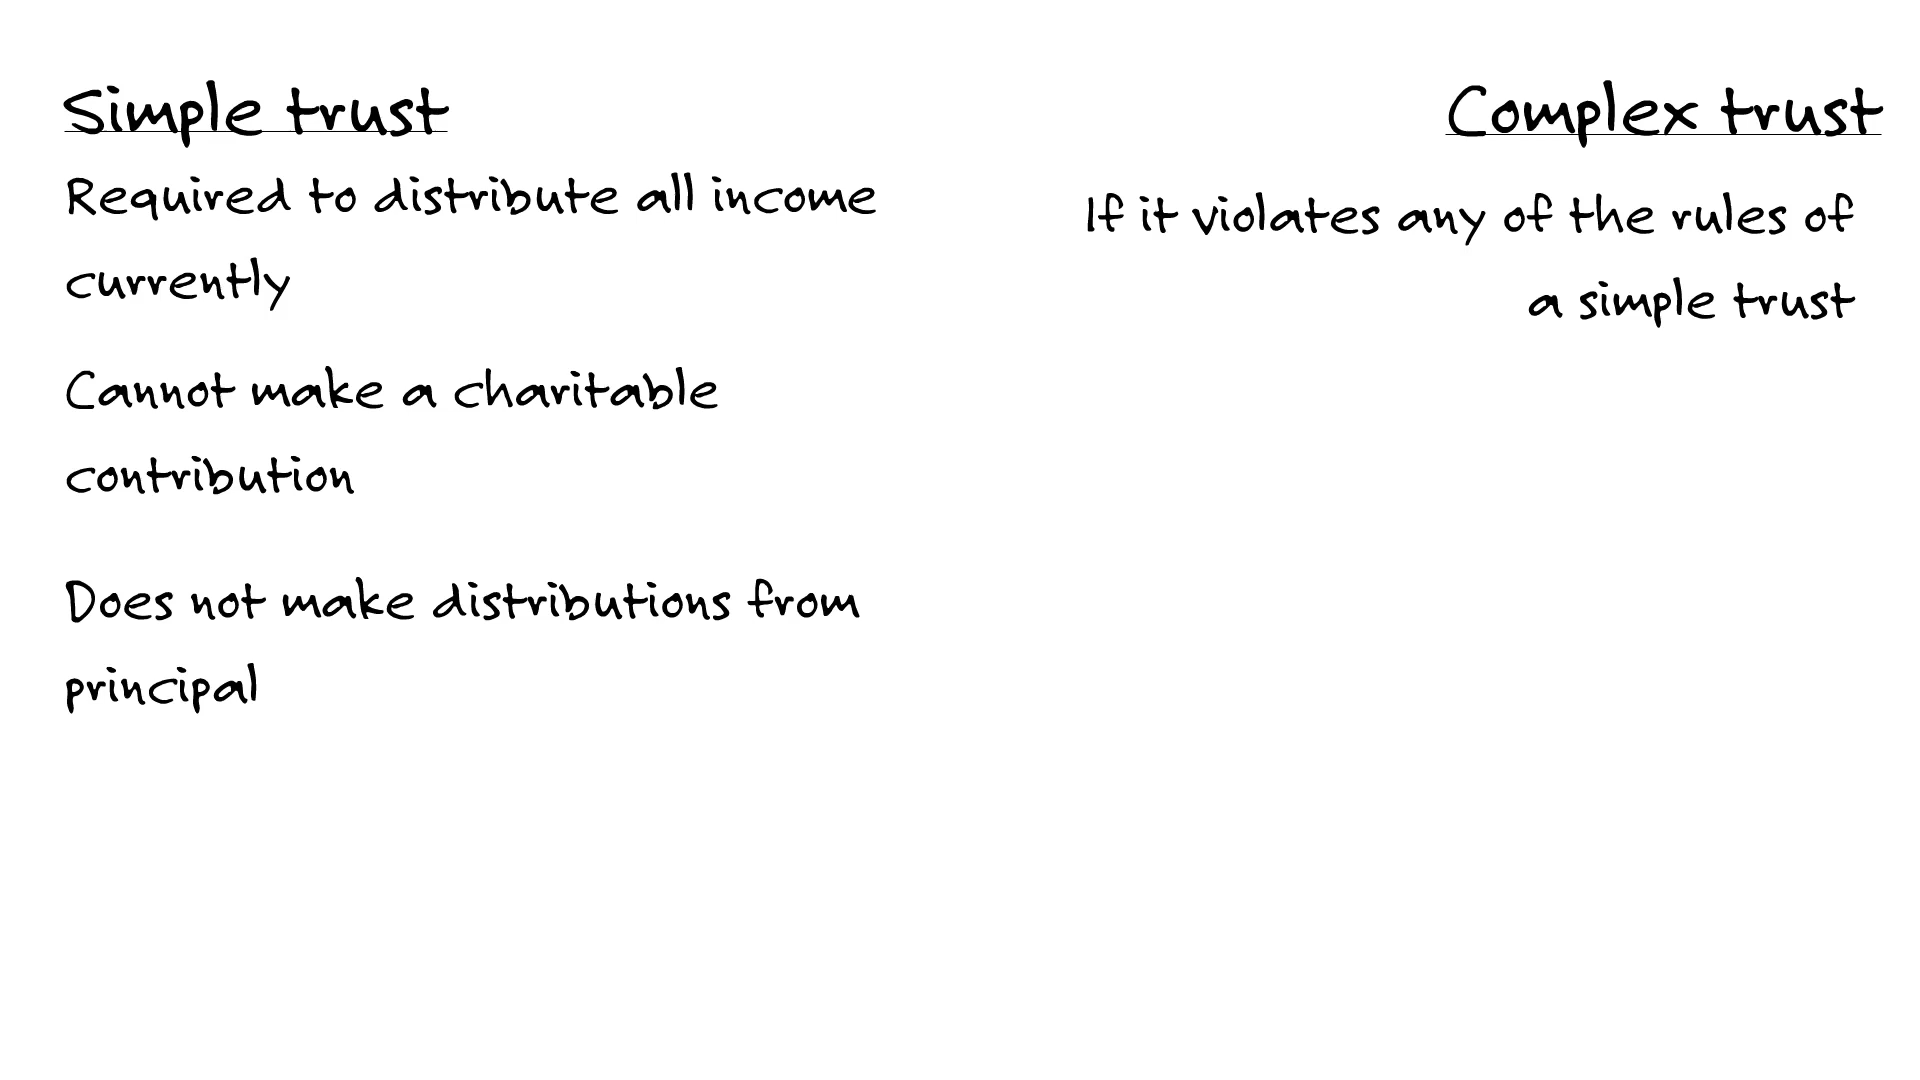 Simple trust
Required to distribute all income
currently
Cannot make a charitable
contribution
Does not make distributions from
principal
Complex trust
If it violates any of the rules of
a simple trust